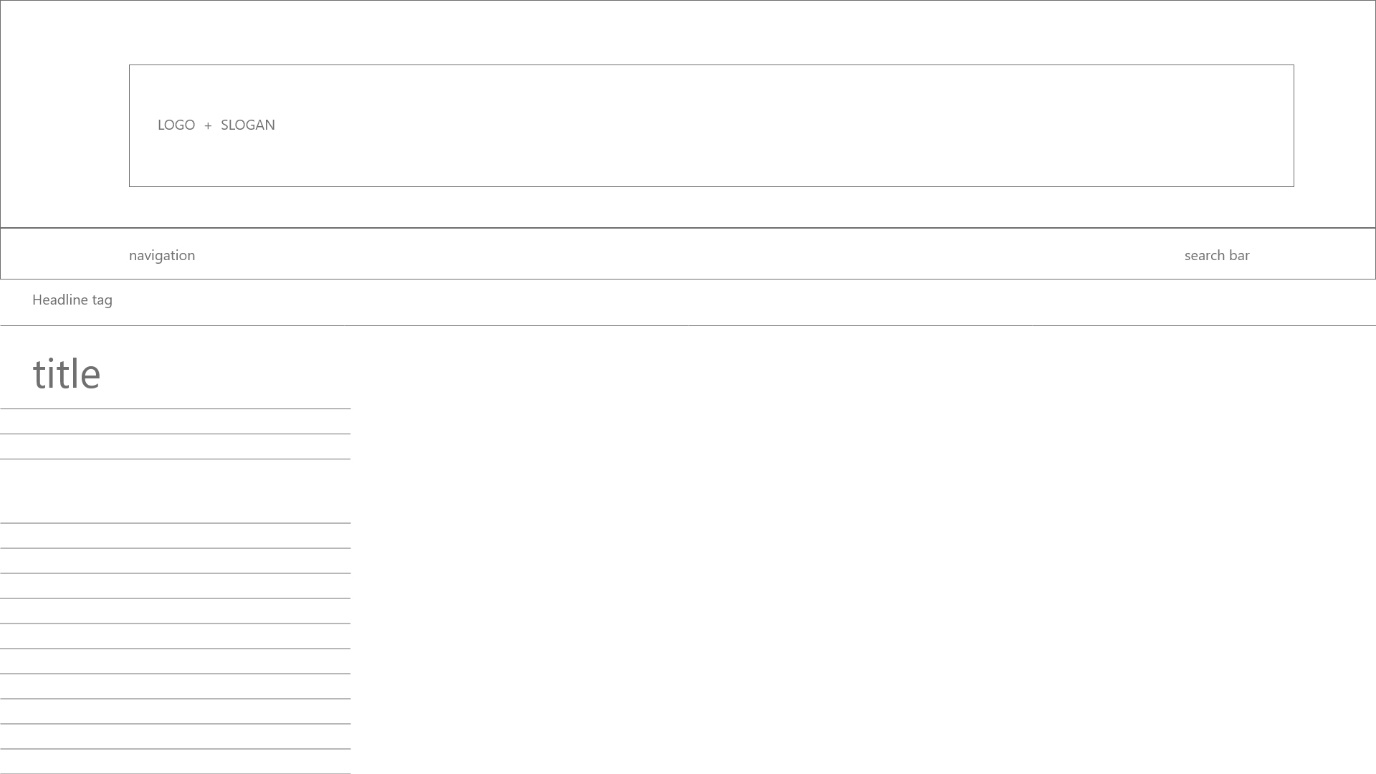 LOGO + SLOGAN
navigation search bar
Headline tag
title